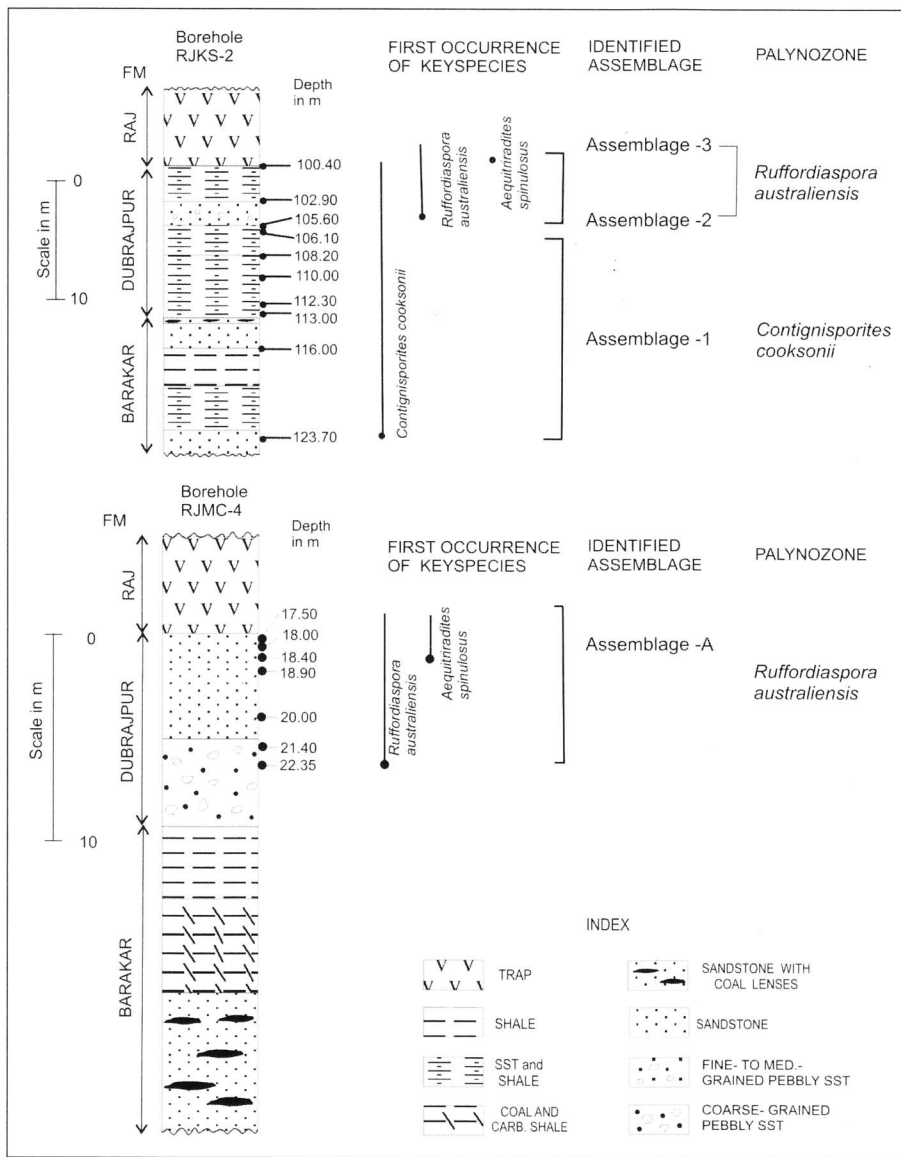 Borehole
RJKS-2
FM
Depth
in m
FIRST OCCURRENCE
OF KEYSPECIES
IDENTIFIED
ASSEMBLAGE
PALYNOZONE
RAJ
DUBRAJPUR
BARAKAR
Scale in m
0
10
100.40
102.90
105.60
106.10
108.20
110.00
112.30
113.00
116.00
123.70
Contignisporites cooksonii
Ruffordiaspora
australiensis
Aequitriradites
spinulosus
Assemblage -3
Assemblage -2
Assemblage -1
Ruffordiaspora
australiensis
Contignisporites
cooksonii
Borehole
RJMC-4
FM
Depth
in m
FIRST OCCURRENCE
OF KEYSPECIES
IDENTIFIED
ASSEMBLAGE
PALYNOZONE
RAJ
DUBRAJPUR
BARAKAR
Scale in m
0
10
17.50
18.00
18.40
18.90
20.00
21.40
22.35
Ruffordiaspora
australiensis
Aequitriradites
spinulosus
Assemblage -A
Ruffordiaspora
australiensis
INDEX
TRAP
SHALE
SST and
SHALE
COAL AND
CARB. SHALE
SANDSTONE WITH
COAL LENSES
SANDSTONE
FINE- TO MED.-
GRAINED PEBBLY SST
COARSE- GRAINED
PEBBLY SST